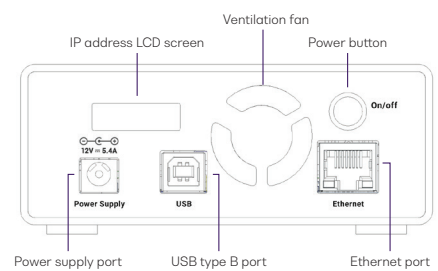 Ventilation fan
IP address LCD screen
Power button
On/off
12V ⎓ 5.4A
Power Supply
USB
Ethernet
Power supply port
USB type B port
Ethernet port